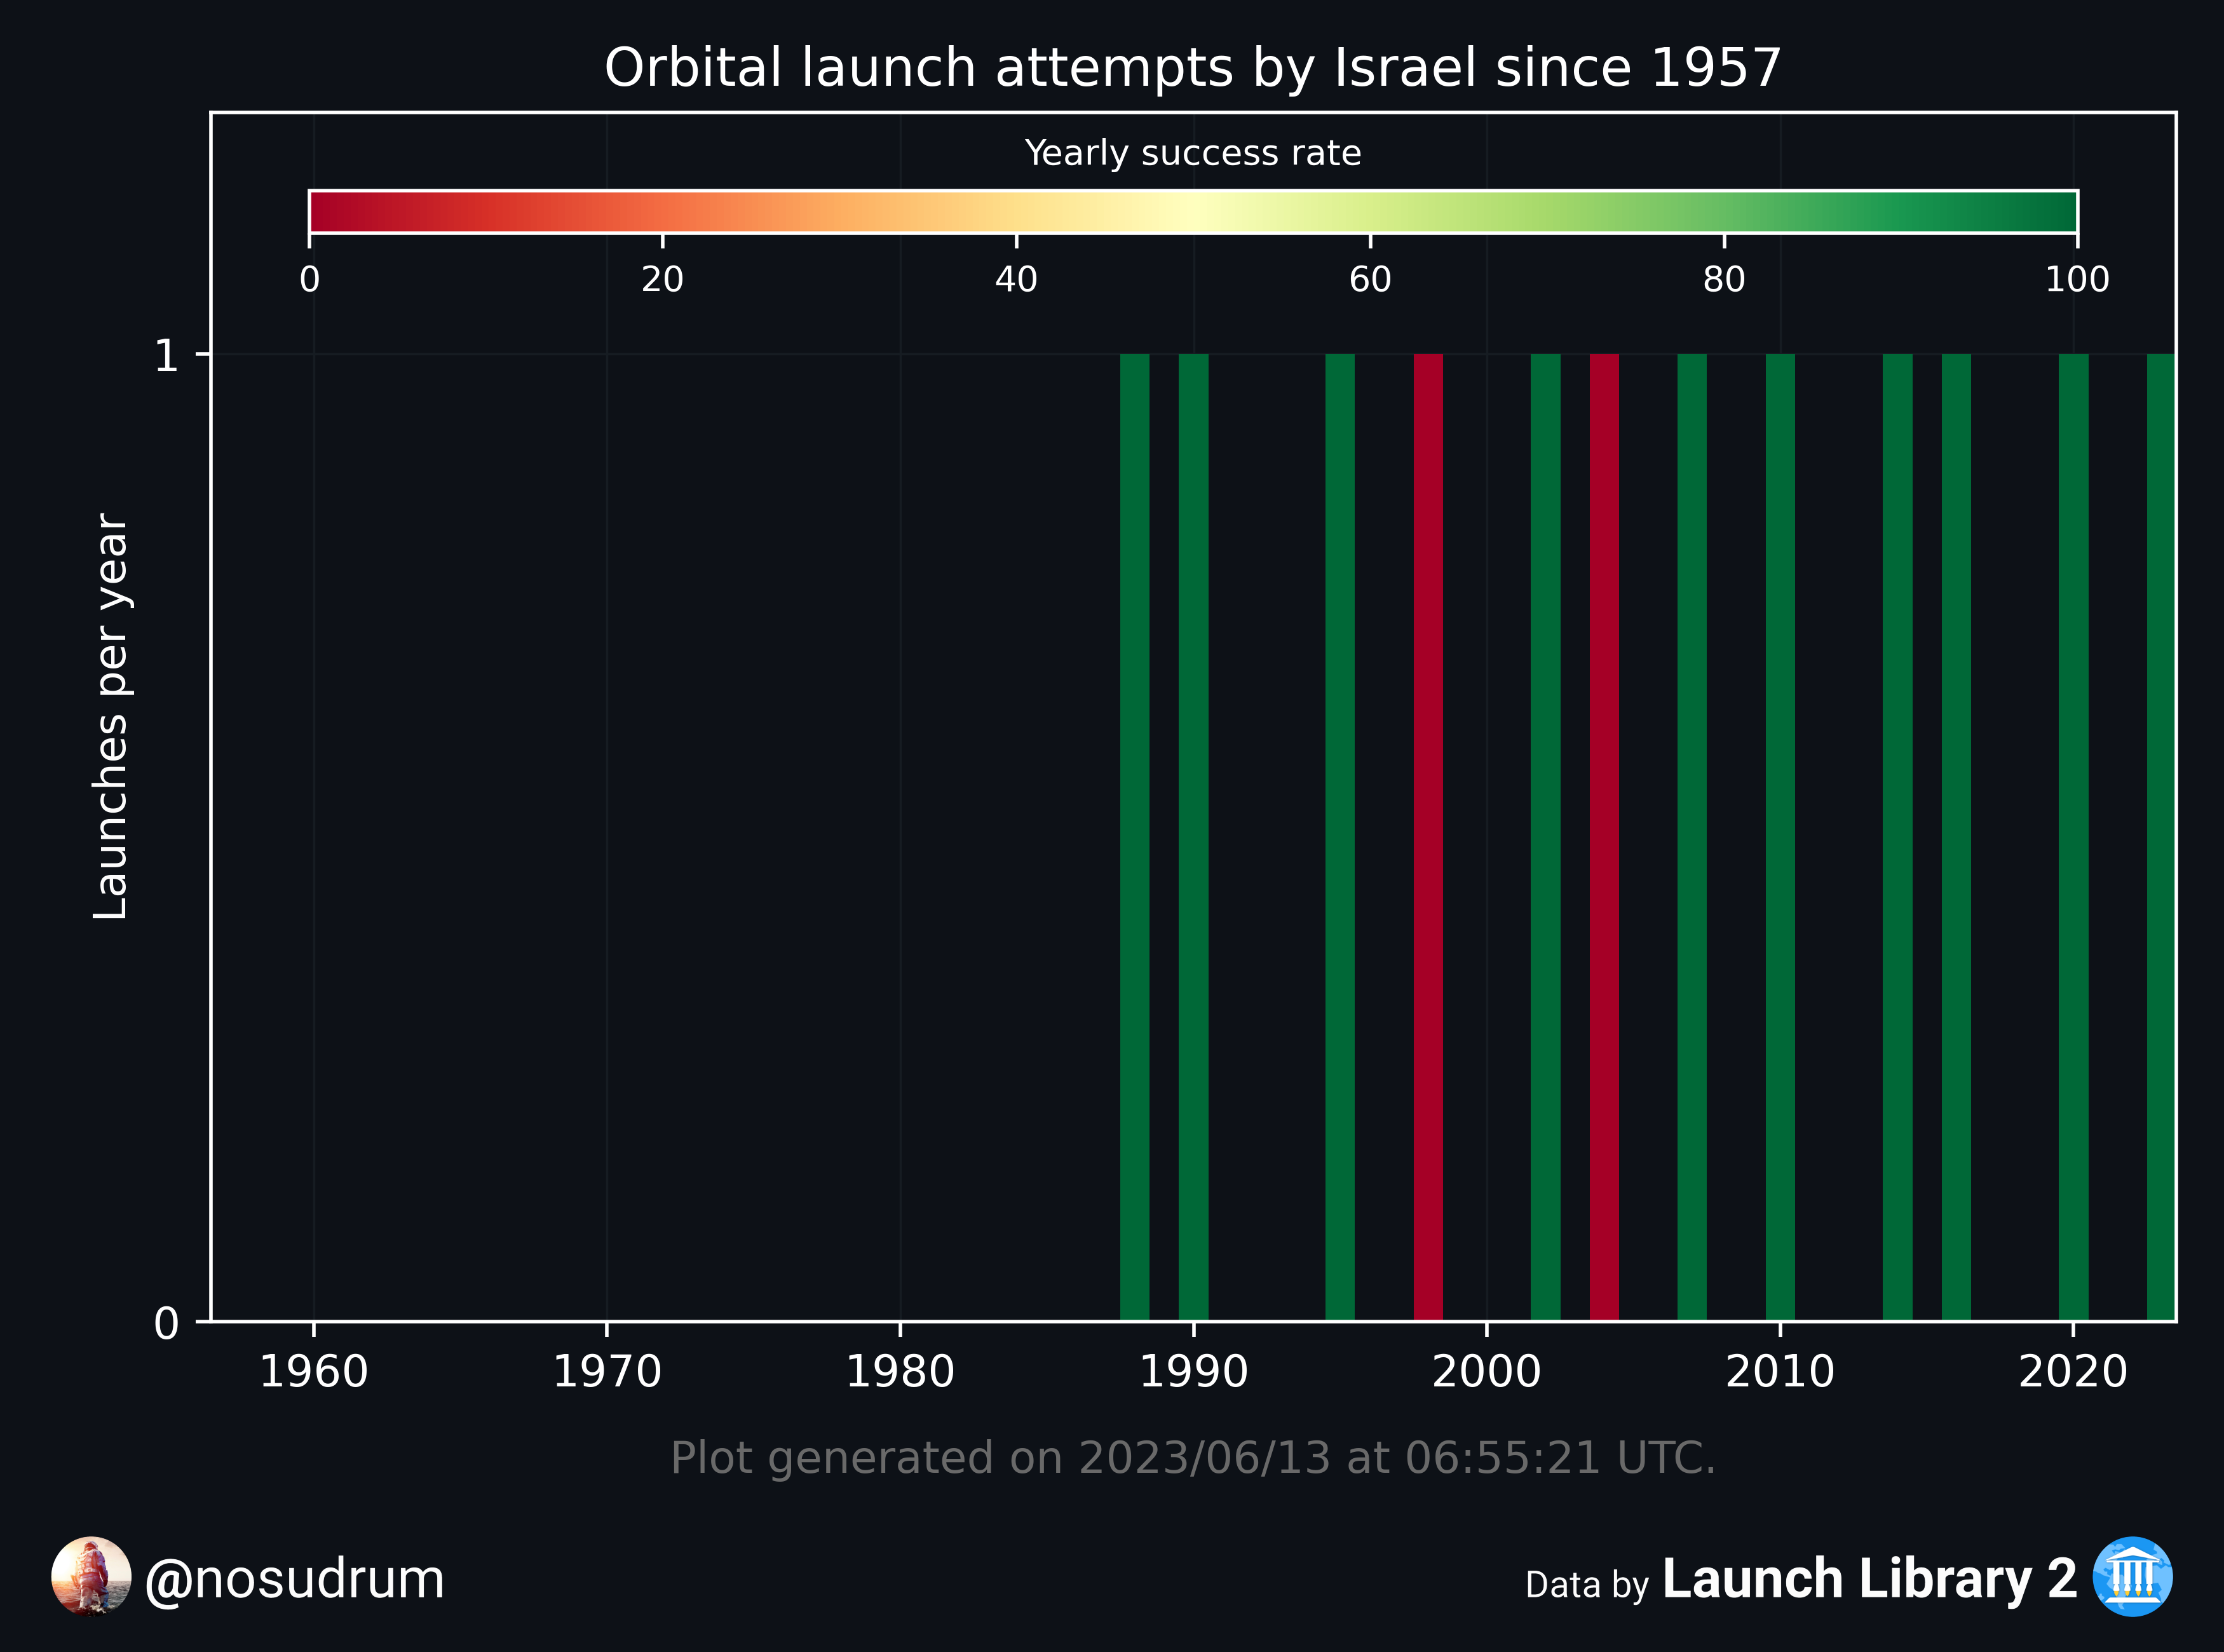 Orbital launch attempts by Israel since 1957
Yearly success rate
0 20 40 60 80 100
1
Launches per year
0
1960 1970 1980 1990 2000 2010 2020
Plot generated on 2023/06/13 at 06:55:21 UTC.
@nosudrum
Data by Launch Library 2